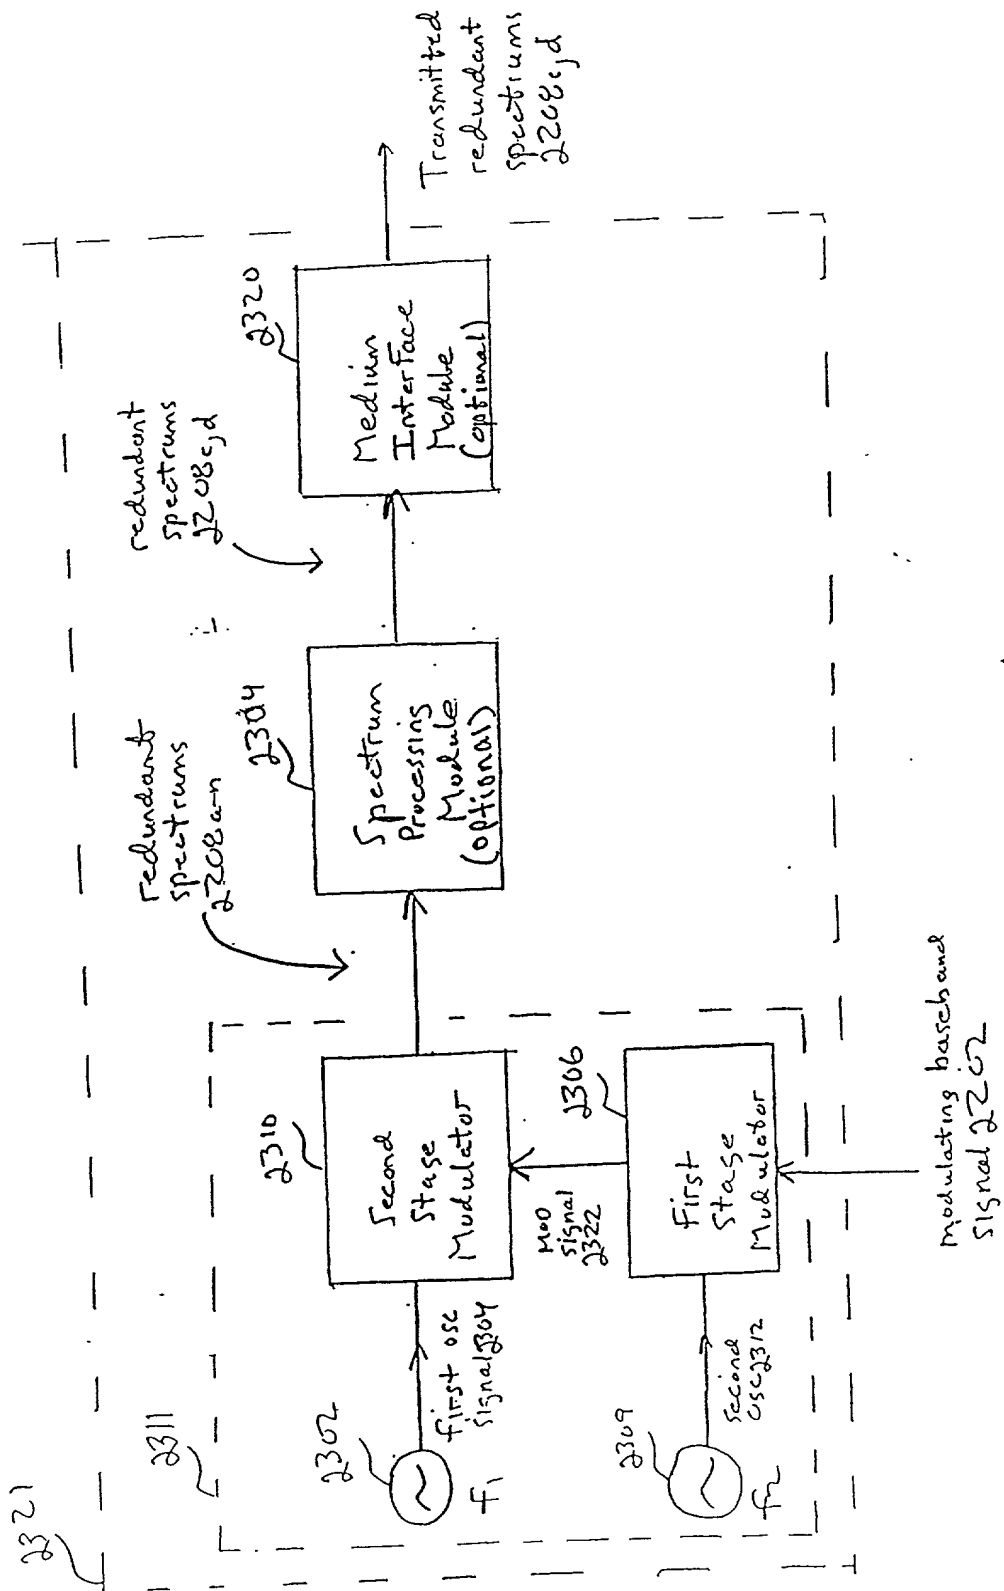 2321
2311
2302
f1
First osc
signal 2304
2310
Second
Stage
Modulator
2309
f2
Second
osc 2312
2306
First
Stage
Modulator
MOD
signal
2322
modulating baseband
signal 2202
redundant
spectrums
2208a-n
2304
Spectrum
Processing
Module
(optional)
redundant
spectrums
2208c,d
2320
Medium
InterFace
Module
(optional)
Transmitted
redundant
spectrums
2208c,d